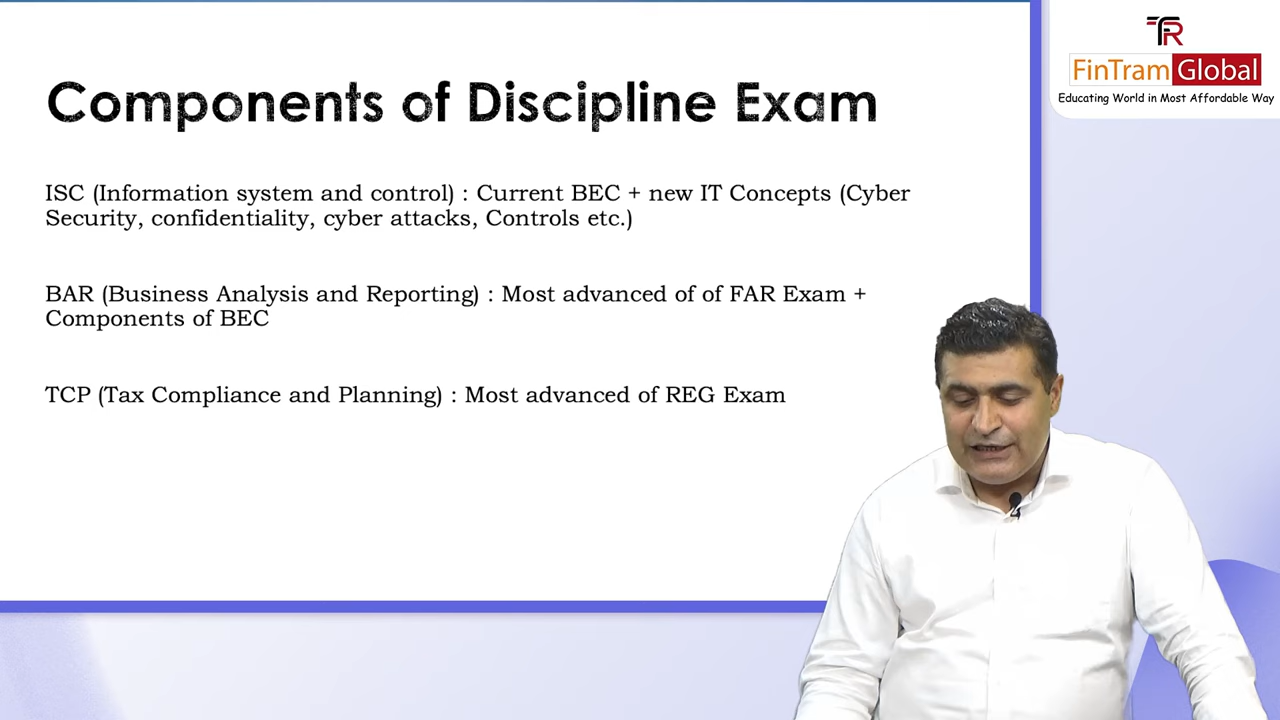 Components of Discipline Exam
ISC (Information system and control) : Current BEC + new IT Concepts (Cyber
Security, confidentiality, cyber attacks, Controls etc.)
BAR (Business Analysis and Reporting) : Most advanced of of FAR Exam +
Components of BEC
TCP (Tax Compliance and Planning) : Most advanced of REG Exam
TR
FinTram Global
Educating World in Most Affordable Way